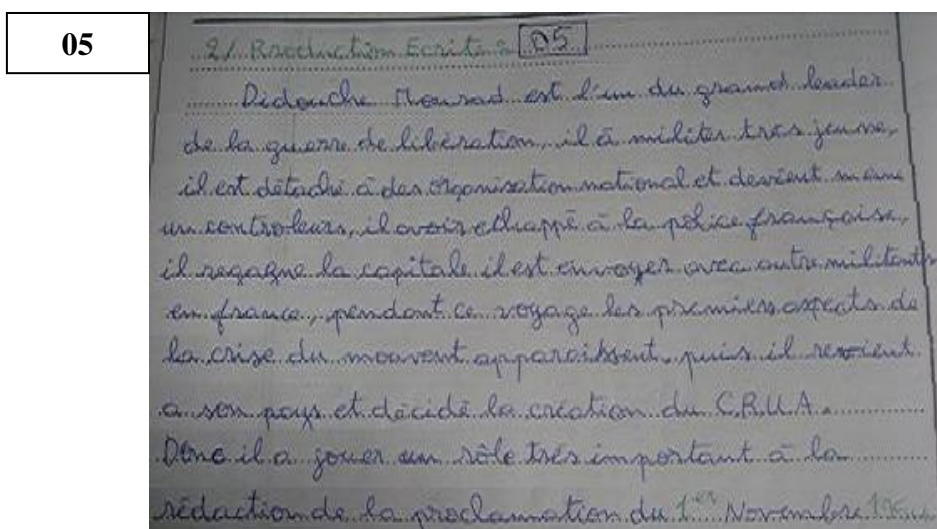 05
2/ Production Ecrite : 05
Didouche Mourad est l'un du grand leader
de la guerre de libération, il à militer très jeune,
il est détaché à des organisation national et devient même
un controleurs, il avoir echappé à la police française,
il regagne la capitale il est envoyer avec autre militants
en france, pendant ce voyage les premiers aspects de
la crise du mouvent apparaissent, puis il revient
a son pays et décidé la création du C.R.U.A.
Donc il a jouer un rôle très important à la
rédaction de la proclamation du 1er Novembre